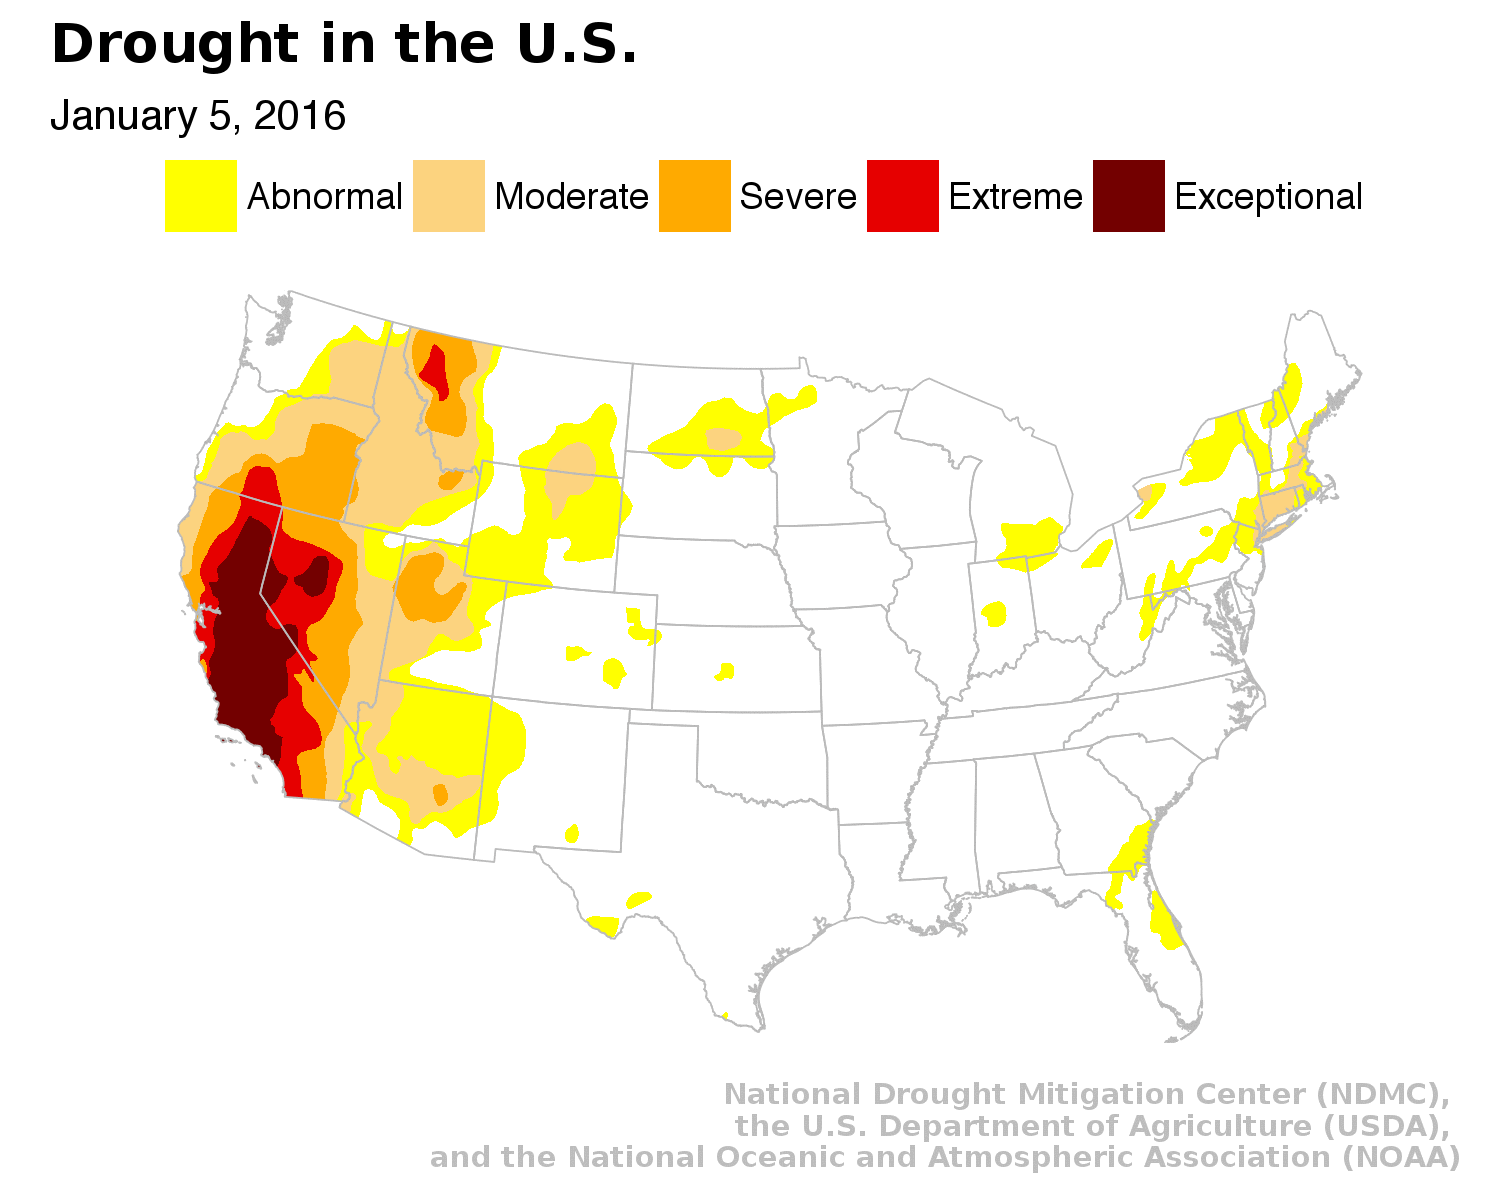 Drought in the U.S.
January 5, 2016
Abnormal Moderate Severe Extreme Exceptional
National Drought Mitigation Center (NDMC),
the U.S. Department of Agriculture (USDA),
and the National Oceanic and Atmospheric Association (NOAA)